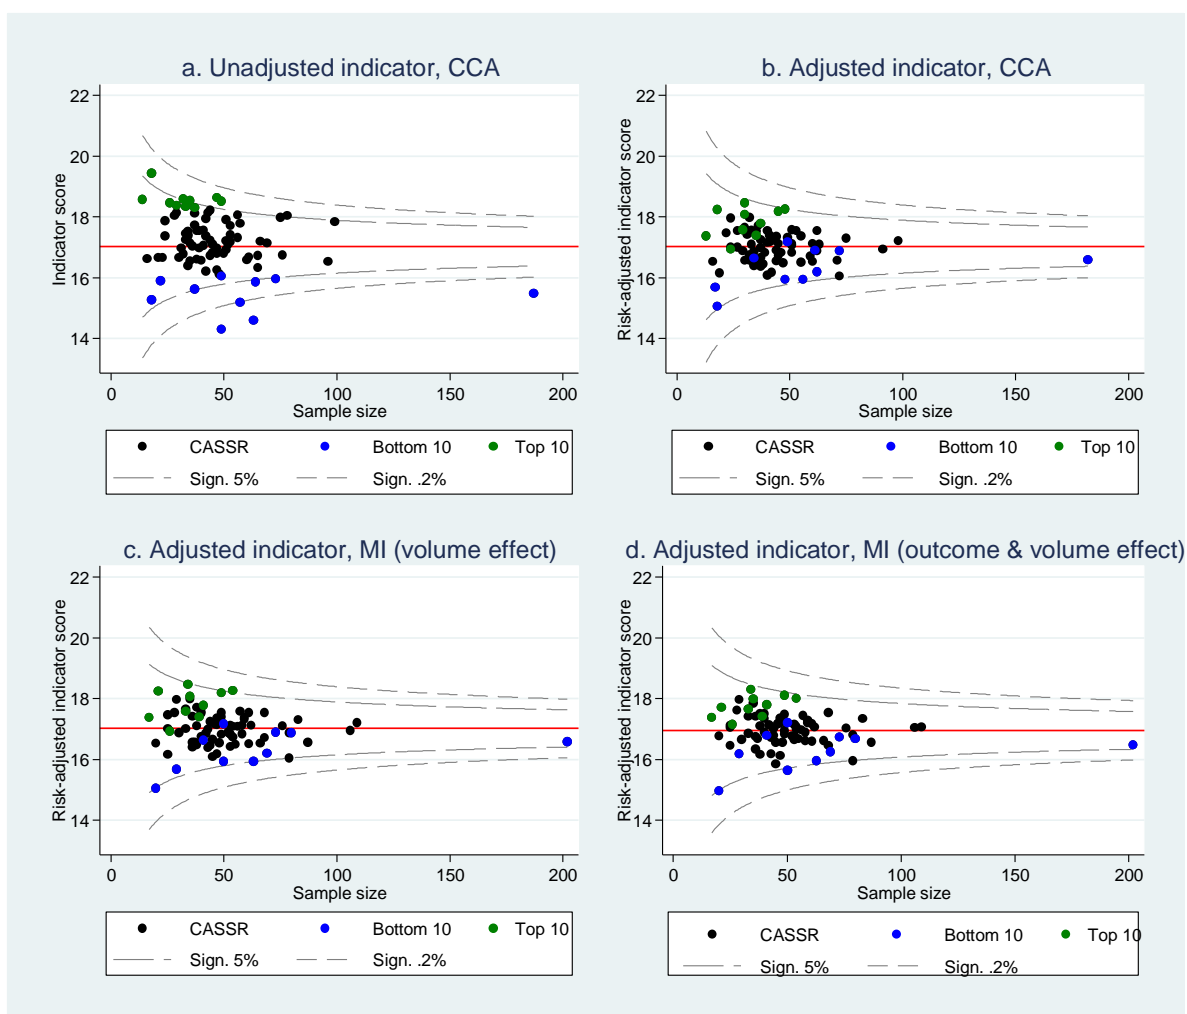 a. Unadjusted indicator, CCA
Indicator score
22
20
18
16
14
0 50 100 150 200
Sample size
CASSR Bottom 10 Top 10
Sign. 5% Sign. .2%
b. Adjusted indicator, CCA
Risk-adjusted indicator score
22
20
18
16
14
0 50 100 150 200
Sample size
CASSR Bottom 10 Top 10
Sign. 5% Sign. .2%
c. Adjusted indicator, MI (volume effect)
Risk-adjusted indicator score
22
20
18
16
14
0 50 100 150 200
Sample size
CASSR Bottom 10 Top 10
Sign. 5% Sign. .2%
d. Adjusted indicator, MI (outcome & volume effect)
Risk-adjusted indicator score
22
20
18
16
14
0 50 100 150 200
Sample size
CASSR Bottom 10 Top 10
Sign. 5% Sign. .2%